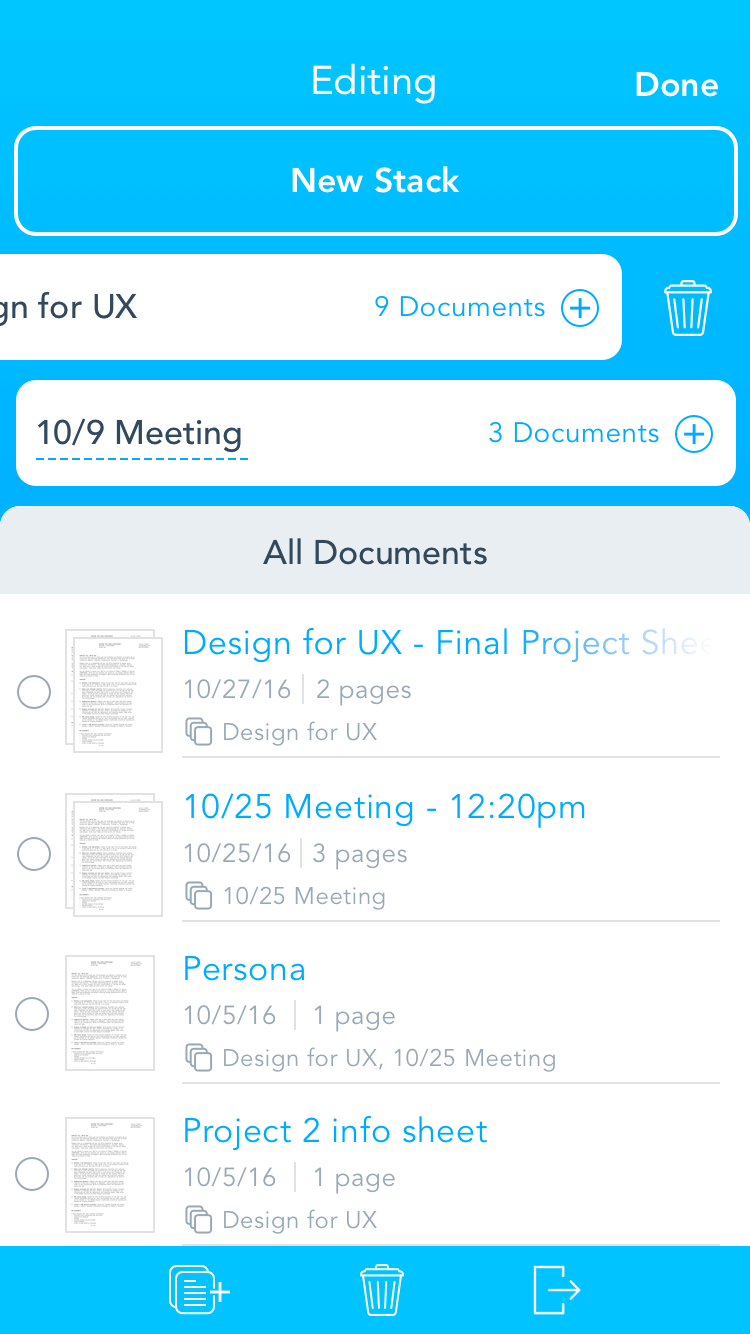 Editing
Done
New Stack
gn for UX
9 Documents
10/9 Meeting
3 Documents
All Documents
Design for UX - Final Project Shee
10/27/16 2 pages
Design for UX
10/25 Meeting - 12:20pm
10/25/16 3 pages
10/25 Meeting
Persona
10/5/16 1 page
Design for UX, 10/25 Meeting
Project 2 info sheet
10/5/16 1 page
Design for UX